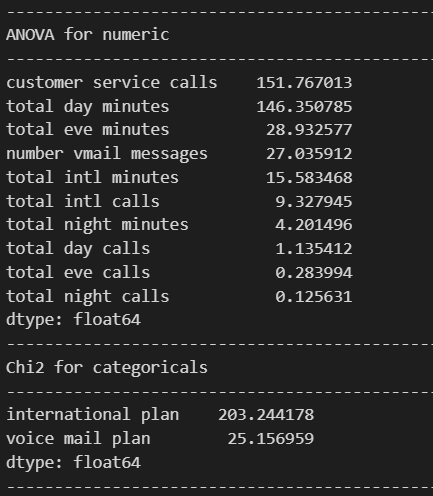 --------------------------------------------
ANOVA for numeric
--------------------------------------------
customer service calls    151.767013
total day minutes         146.350785
total eve minutes          28.932577
number vmail messages      27.035912
total intl minutes         15.583468
total intl calls            9.327945
total night minutes         4.201496
total day calls             1.135412
total eve calls             0.283994
total night calls           0.125631
dtype: float64
--------------------------------------------
Chi2 for categoricals
--------------------------------------------
international plan    203.244178
voice mail plan        25.156959
dtype: float64
--------------------------------------------